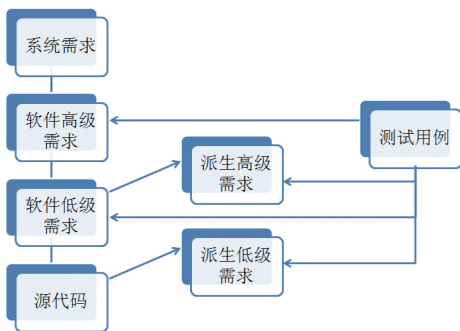 系统需求
软件高级
需求
测试用例
派生高级
需求
软件低级
需求
派生低级
需求
源代码